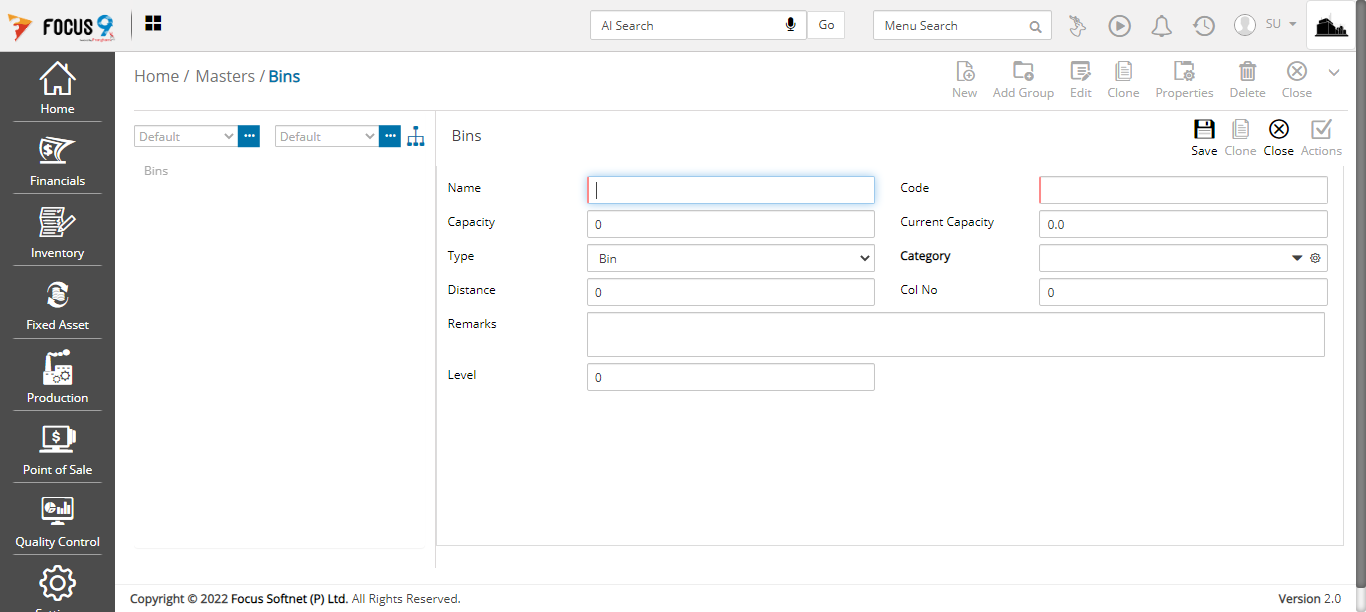 FOCUS 9
AI Search
Go
Menu Search
SU
Home
Financials
Inventory
Fixed Asset
Production
Point of Sale
Quality Control
Home / Masters / Bins
New
Add Group
Edit
Clone
Properties
Delete
Close
Default
Default
Bins
Bins
Save
Clone
Close
Actions
Name
Code
Capacity
0
Current Capacity
0.0
Type
Bin
Category
Distance
0
Col No
0
Remarks
Level
0
Copyright © 2022 Focus Softnet (P) Ltd. All Rights Reserved.
Version 2.0